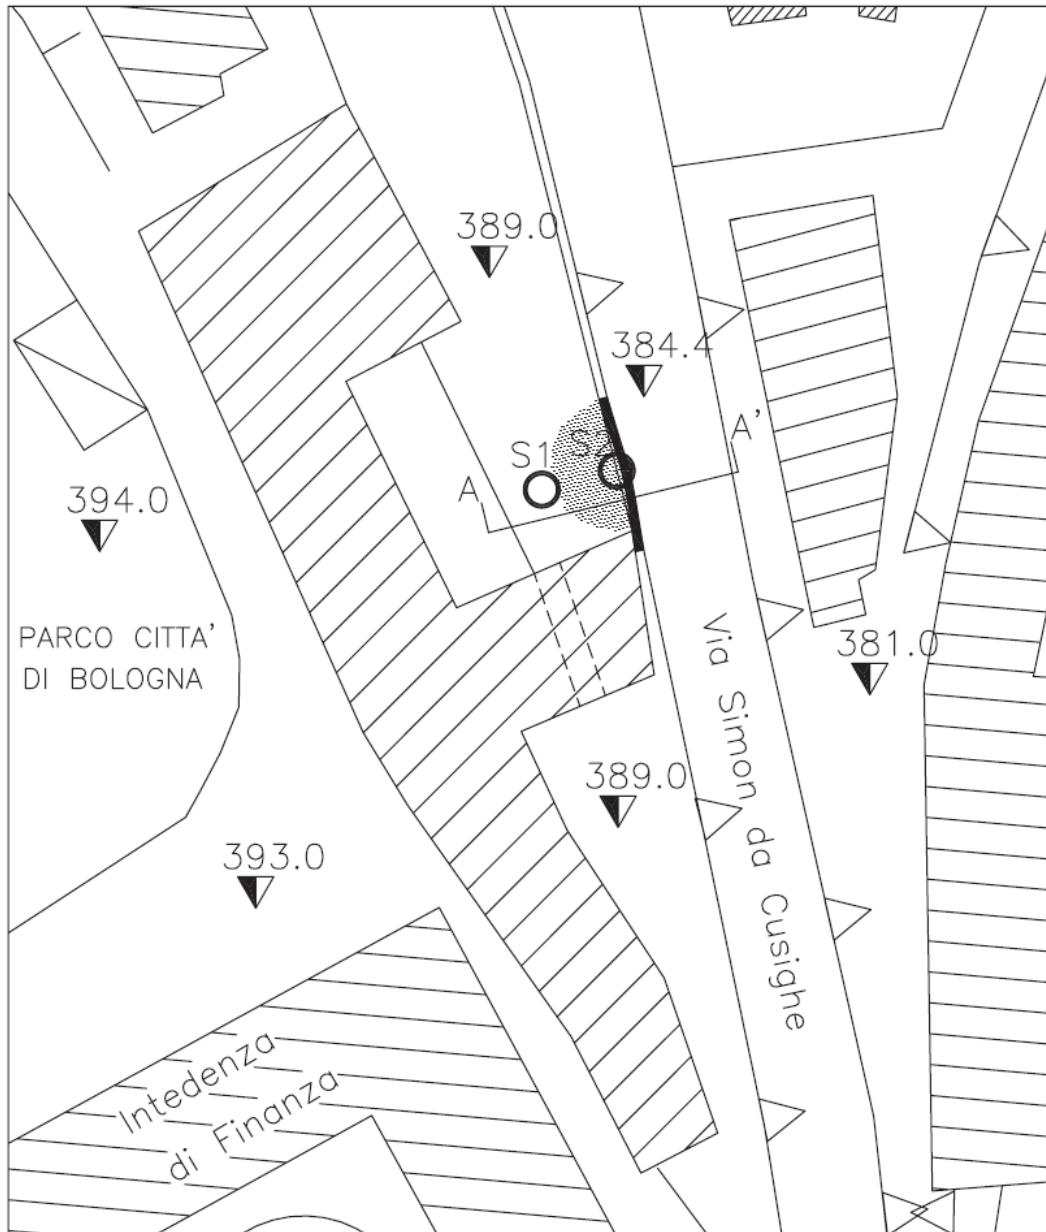 389.0
384.4
A'
S1
S2
A
394.0
PARCO CITTA'
DI BOLOGNA
381.0
Via Simon da Cusighe
389.0
393.0
Intedenza
di Finanza